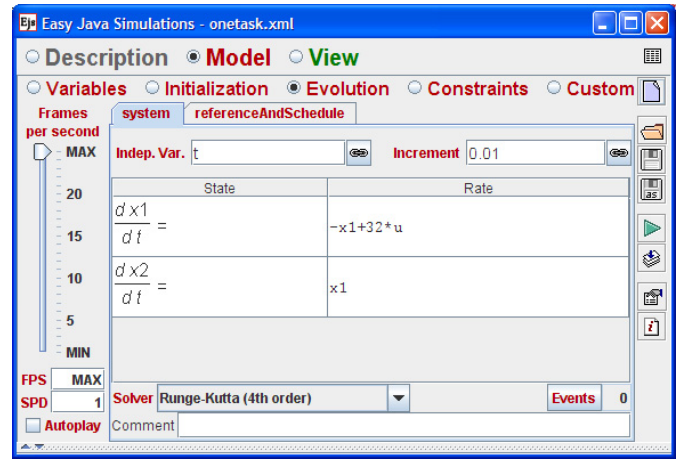 Ejs Easy Java Simulations - onetask.xml
Description Model View
Variables Initialization Evolution Constraints Custom
Frames
per second
MAX
20
15
10
5
MIN
FPS MAX
SPD 1
Autoplay
system referenceAndSchedule
Indep. Var. t Increment 0.01
State Rate
d x1
d t = -x1+32*u
d x2
d t = x1
Solver Runge-Kutta (4th order) Events 0
Comment
as
i